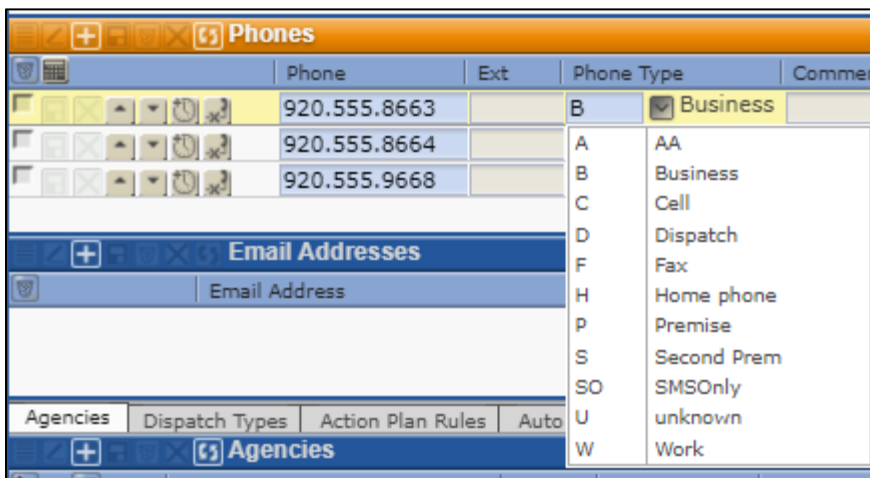 Phones
Phone Ext Phone Type Commer
920.555.8663 B Business
920.555.8664
920.555.9668
A AA
B Business
C Cell
D Dispatch
F Fax
H Home phone
P Premise
S Second Prem
SO SMSOnly
U unknown
W Work
Email Addresses
Email Address
Agencies Dispatch Types Action Plan Rules Auto
Agencies